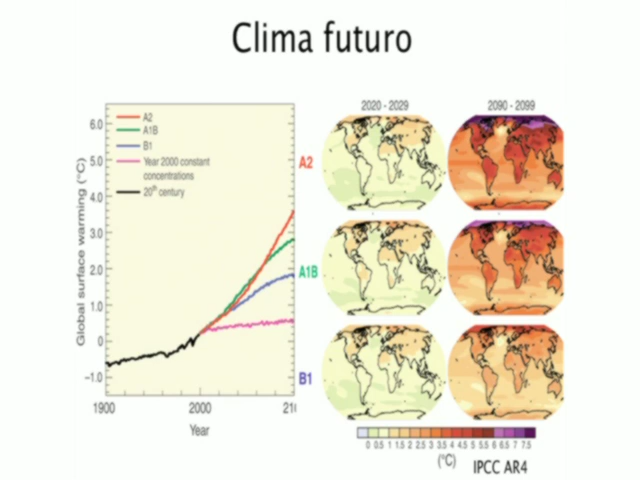 Clima futuro
A2
A1B
B1
Year 2000 constant
concentrations
20th century
Global surface warming (°C)
6.0
5.0
4.0
3.0
2.0
1.0
0
−1.0
1900
2000
210
Year
2020 - 2029
2090 - 2099
A2
A1B
B1
0 0.5 1 1.5 2 2.5 3 3.5 4 4.5 5 5.5 6 6.5 7 7.5
(°C)
IPCC AR4